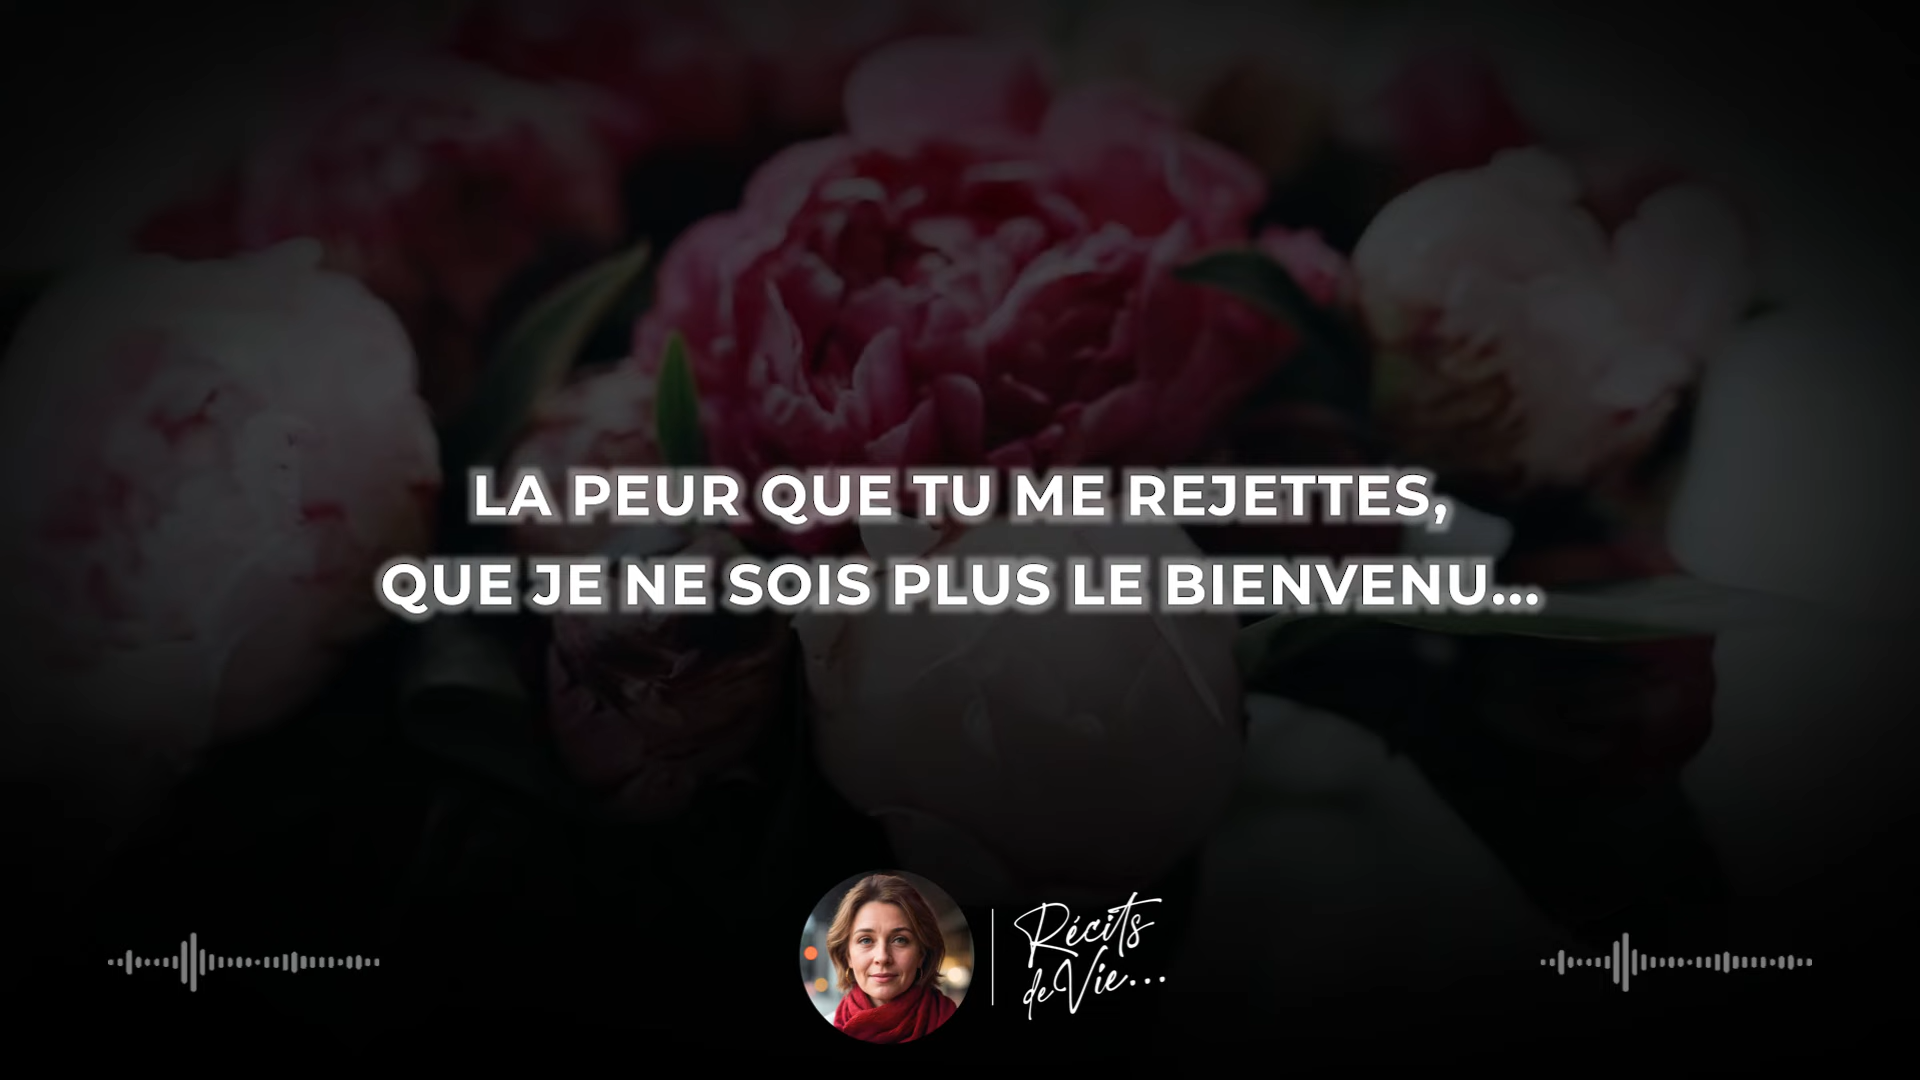 LA PEUR QUE TU ME REJETTES,
QUE JE NE SOIS PLUS LE BIENVENU...
Récits
de Vie...